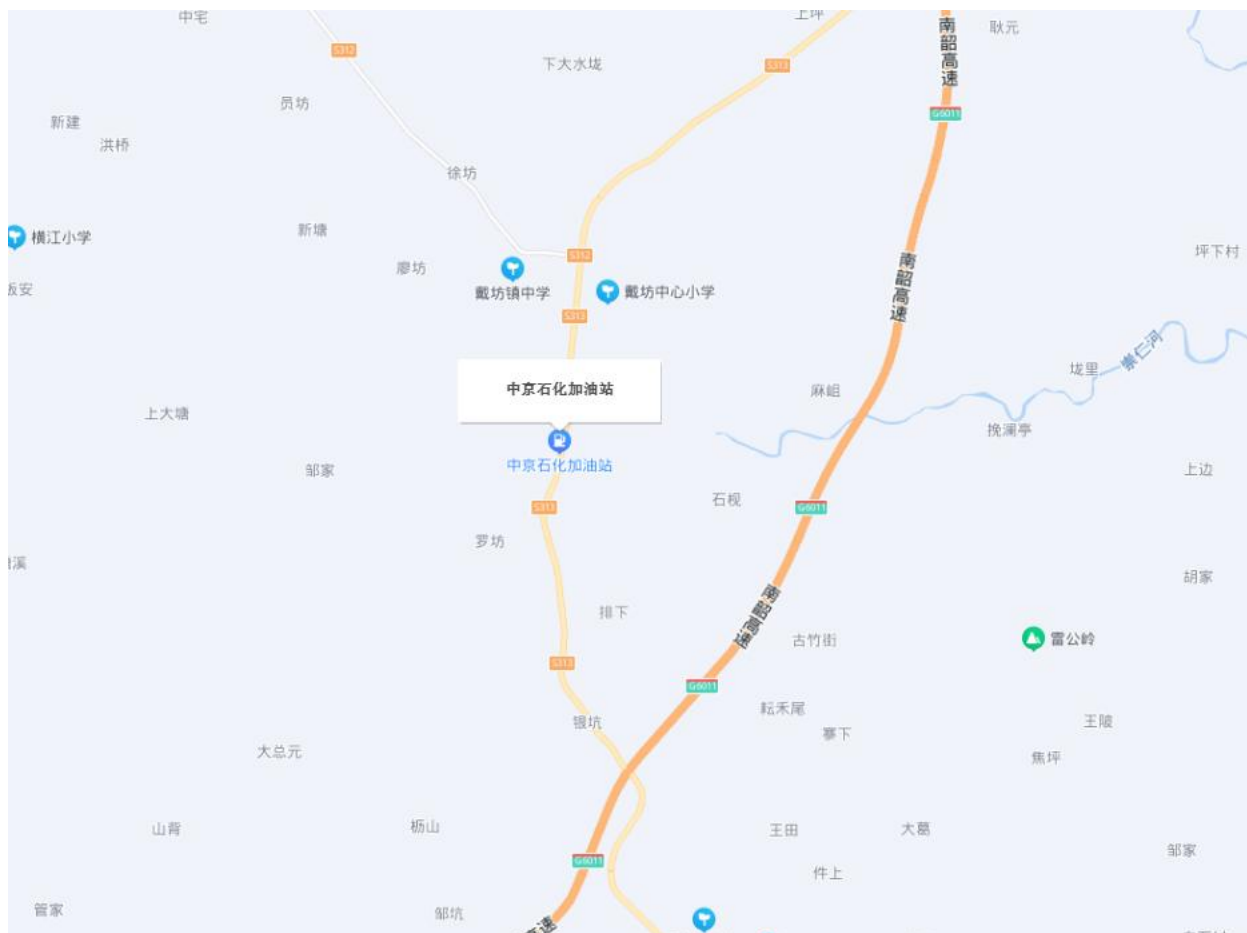 中宅
上坪
耿元
南韶高速
S312
S313
下大水垅
员坊
G6011
新建
洪桥
徐坊
新塘
横江小学
坪下村
S312
廖坊
南韶高速
戴坊镇中学
戴坊中心小学
S313
崇仁河
垅里
中京石化加油站
麻岨
上大塘
挽澜亭
中京石化加油站
邹家
上边
石枧
S313
G6011
罗坊
胡家
南韶高速
排下
古竹街
雷公岭
S313
G6011
耘禾尾
银坑
王陂
寨下
大总元
焦坪
山背
枥山
王田
大葛
邹家
G6011
件上
管家
邹坑
高速